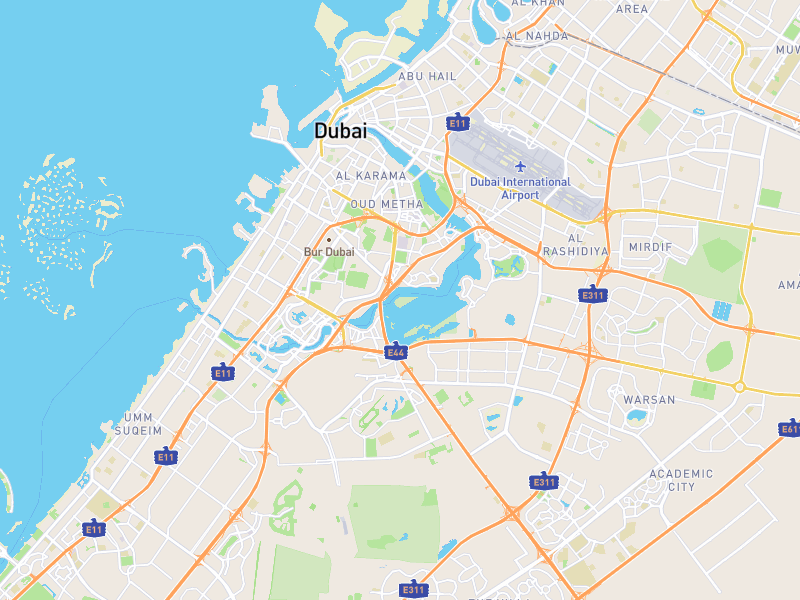 AL KHAN
AREA
AL NAHDA
MUW
ABU HAIL
E11
Dubai
AL KARAMA
Dubai International
Airport
OUD METHA
Bur Dubai
AL
RASHIDIYA
MIRDIF
AMA
E311
E44
E11
WARSAN
UMM
SUQEIM
E611
E11
ACADEMIC
CITY
E311
E11
E311